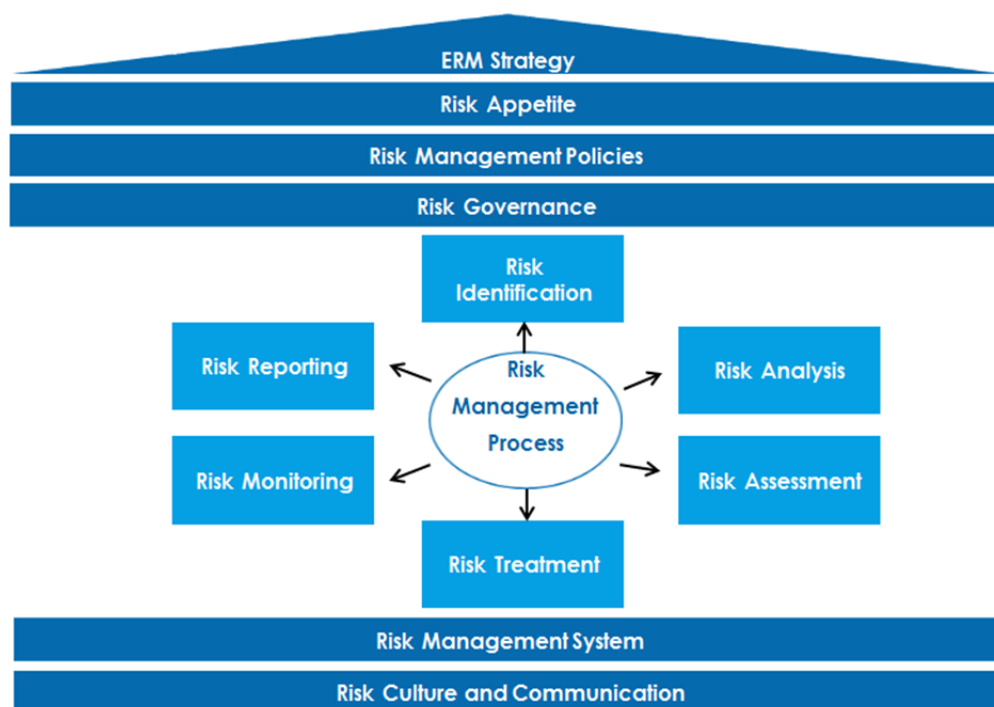 ERM Strategy
Risk Appetite
Risk Management Policies
Risk Governance
Risk
Identification
Risk Reporting
Risk
Management
Process
Risk Analysis
Risk Monitoring
Risk Assessment
Risk Treatment
Risk Management System
Risk Culture and Communication